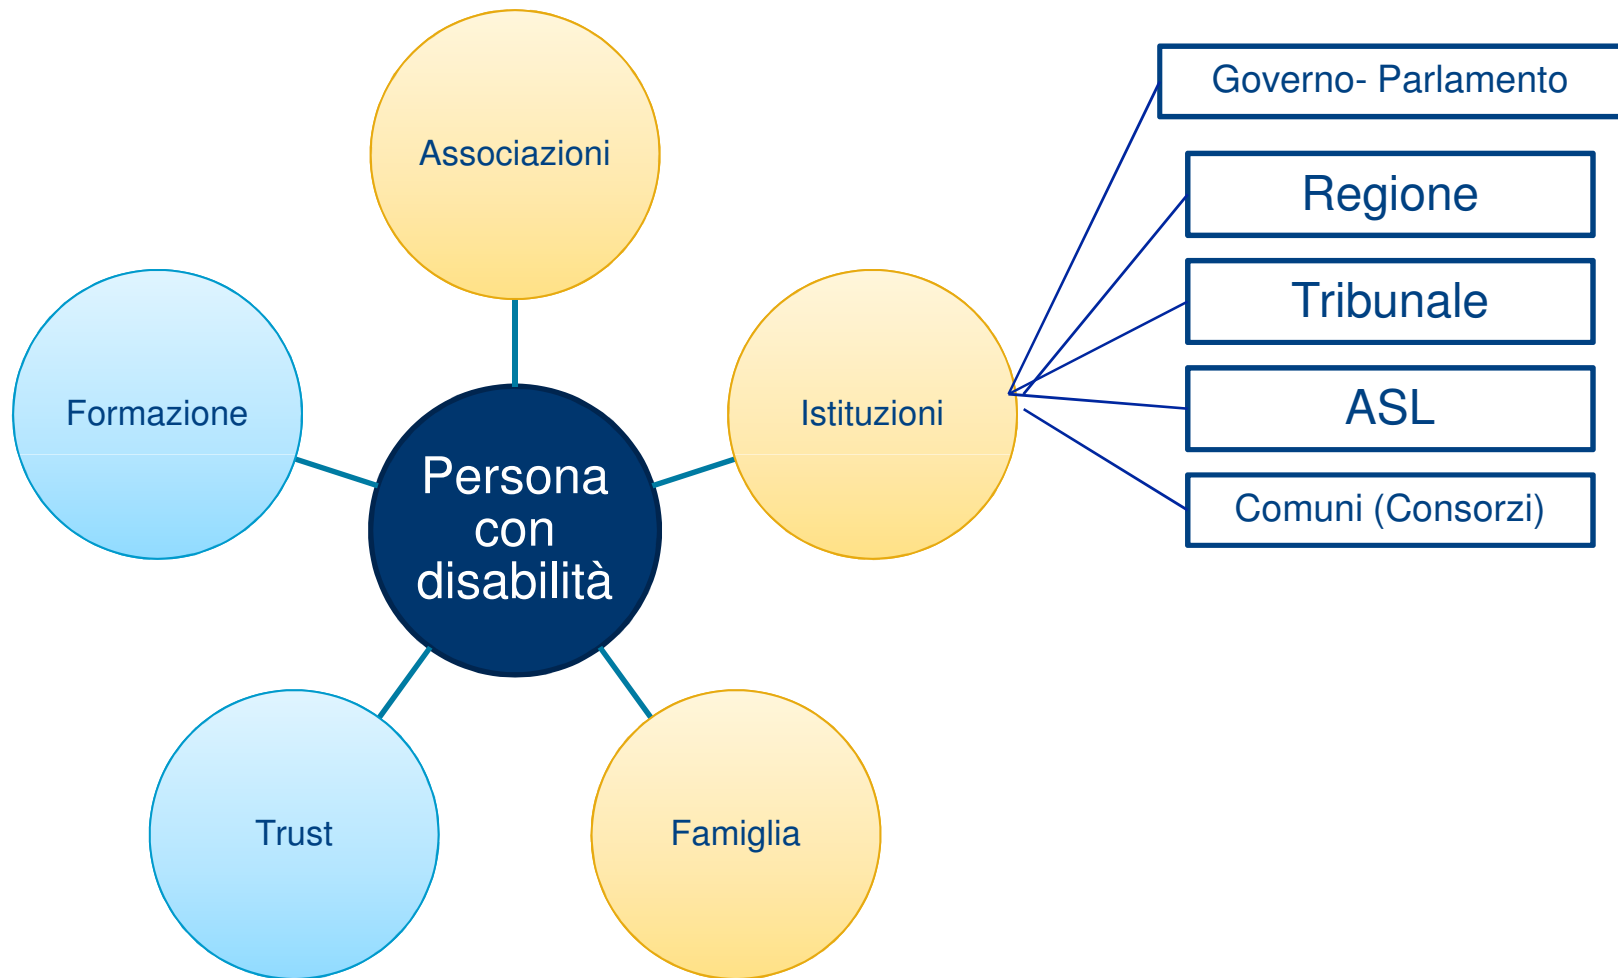 Governo- Parlamento
Associazioni
Regione
Tribunale
Formazione
Istituzioni
ASL
Persona
con
disabilità
Comuni (Consorzi)
Trust
Famiglia